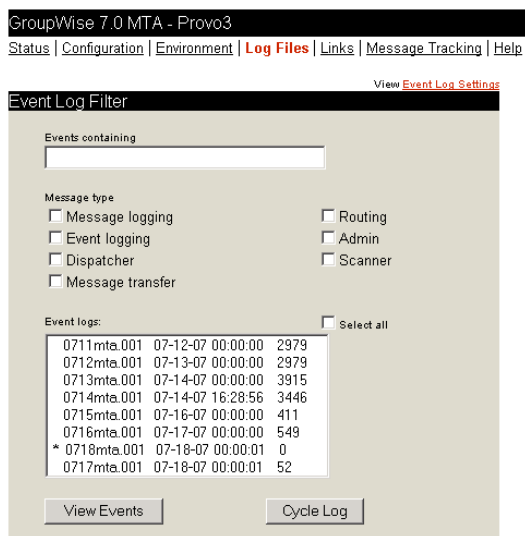 GroupWise 7.0 MTA - Provo3
Status | Configuration | Environment | Log Files | Links | Message Tracking | Help
View Event Log Settings
Event Log Filter
Events containing
Message type
Message logging
Routing
Event logging
Admin
Dispatcher
Scanner
Message transfer
Event logs:
Select all
0711mta.001 07-12-07 00:00:00 2979
0712mta.001 07-13-07 00:00:00 2979
0713mta.001 07-14-07 00:00:00 3915
0714mta.001 07-14-07 16:28:56 3446
0715mta.001 07-16-07 00:00:00 411
0716mta.001 07-17-07 00:00:00 549
* 0718mta.001 07-18-07 00:00:01 0
0717mta.001 07-18-07 00:00:01 52
View Events
Cycle Log